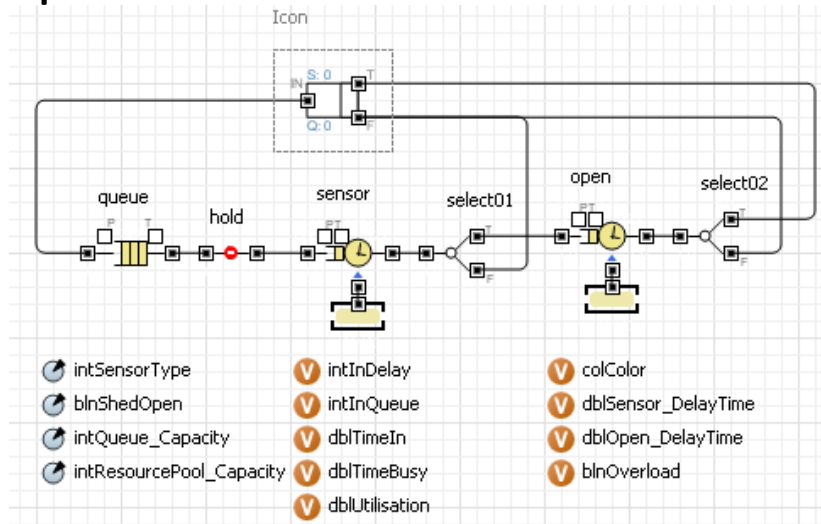 Icon
IN
S: 0
T
Q: 0
F
queue
P
T
hold
sensor
PT
select01
T
F
open
PT
select02
T
F
intSensorType
blnShedOpen
intQueue_Capacity
intResourcePool_Capacity
intInDelay
intInQueue
dblTimeIn
dblTimeBusy
dblUtilisation
colColor
dblSensor_DelayTime
dblOpen_DelayTime
blnOverload
V
V
V
V
V
V
V
V
V